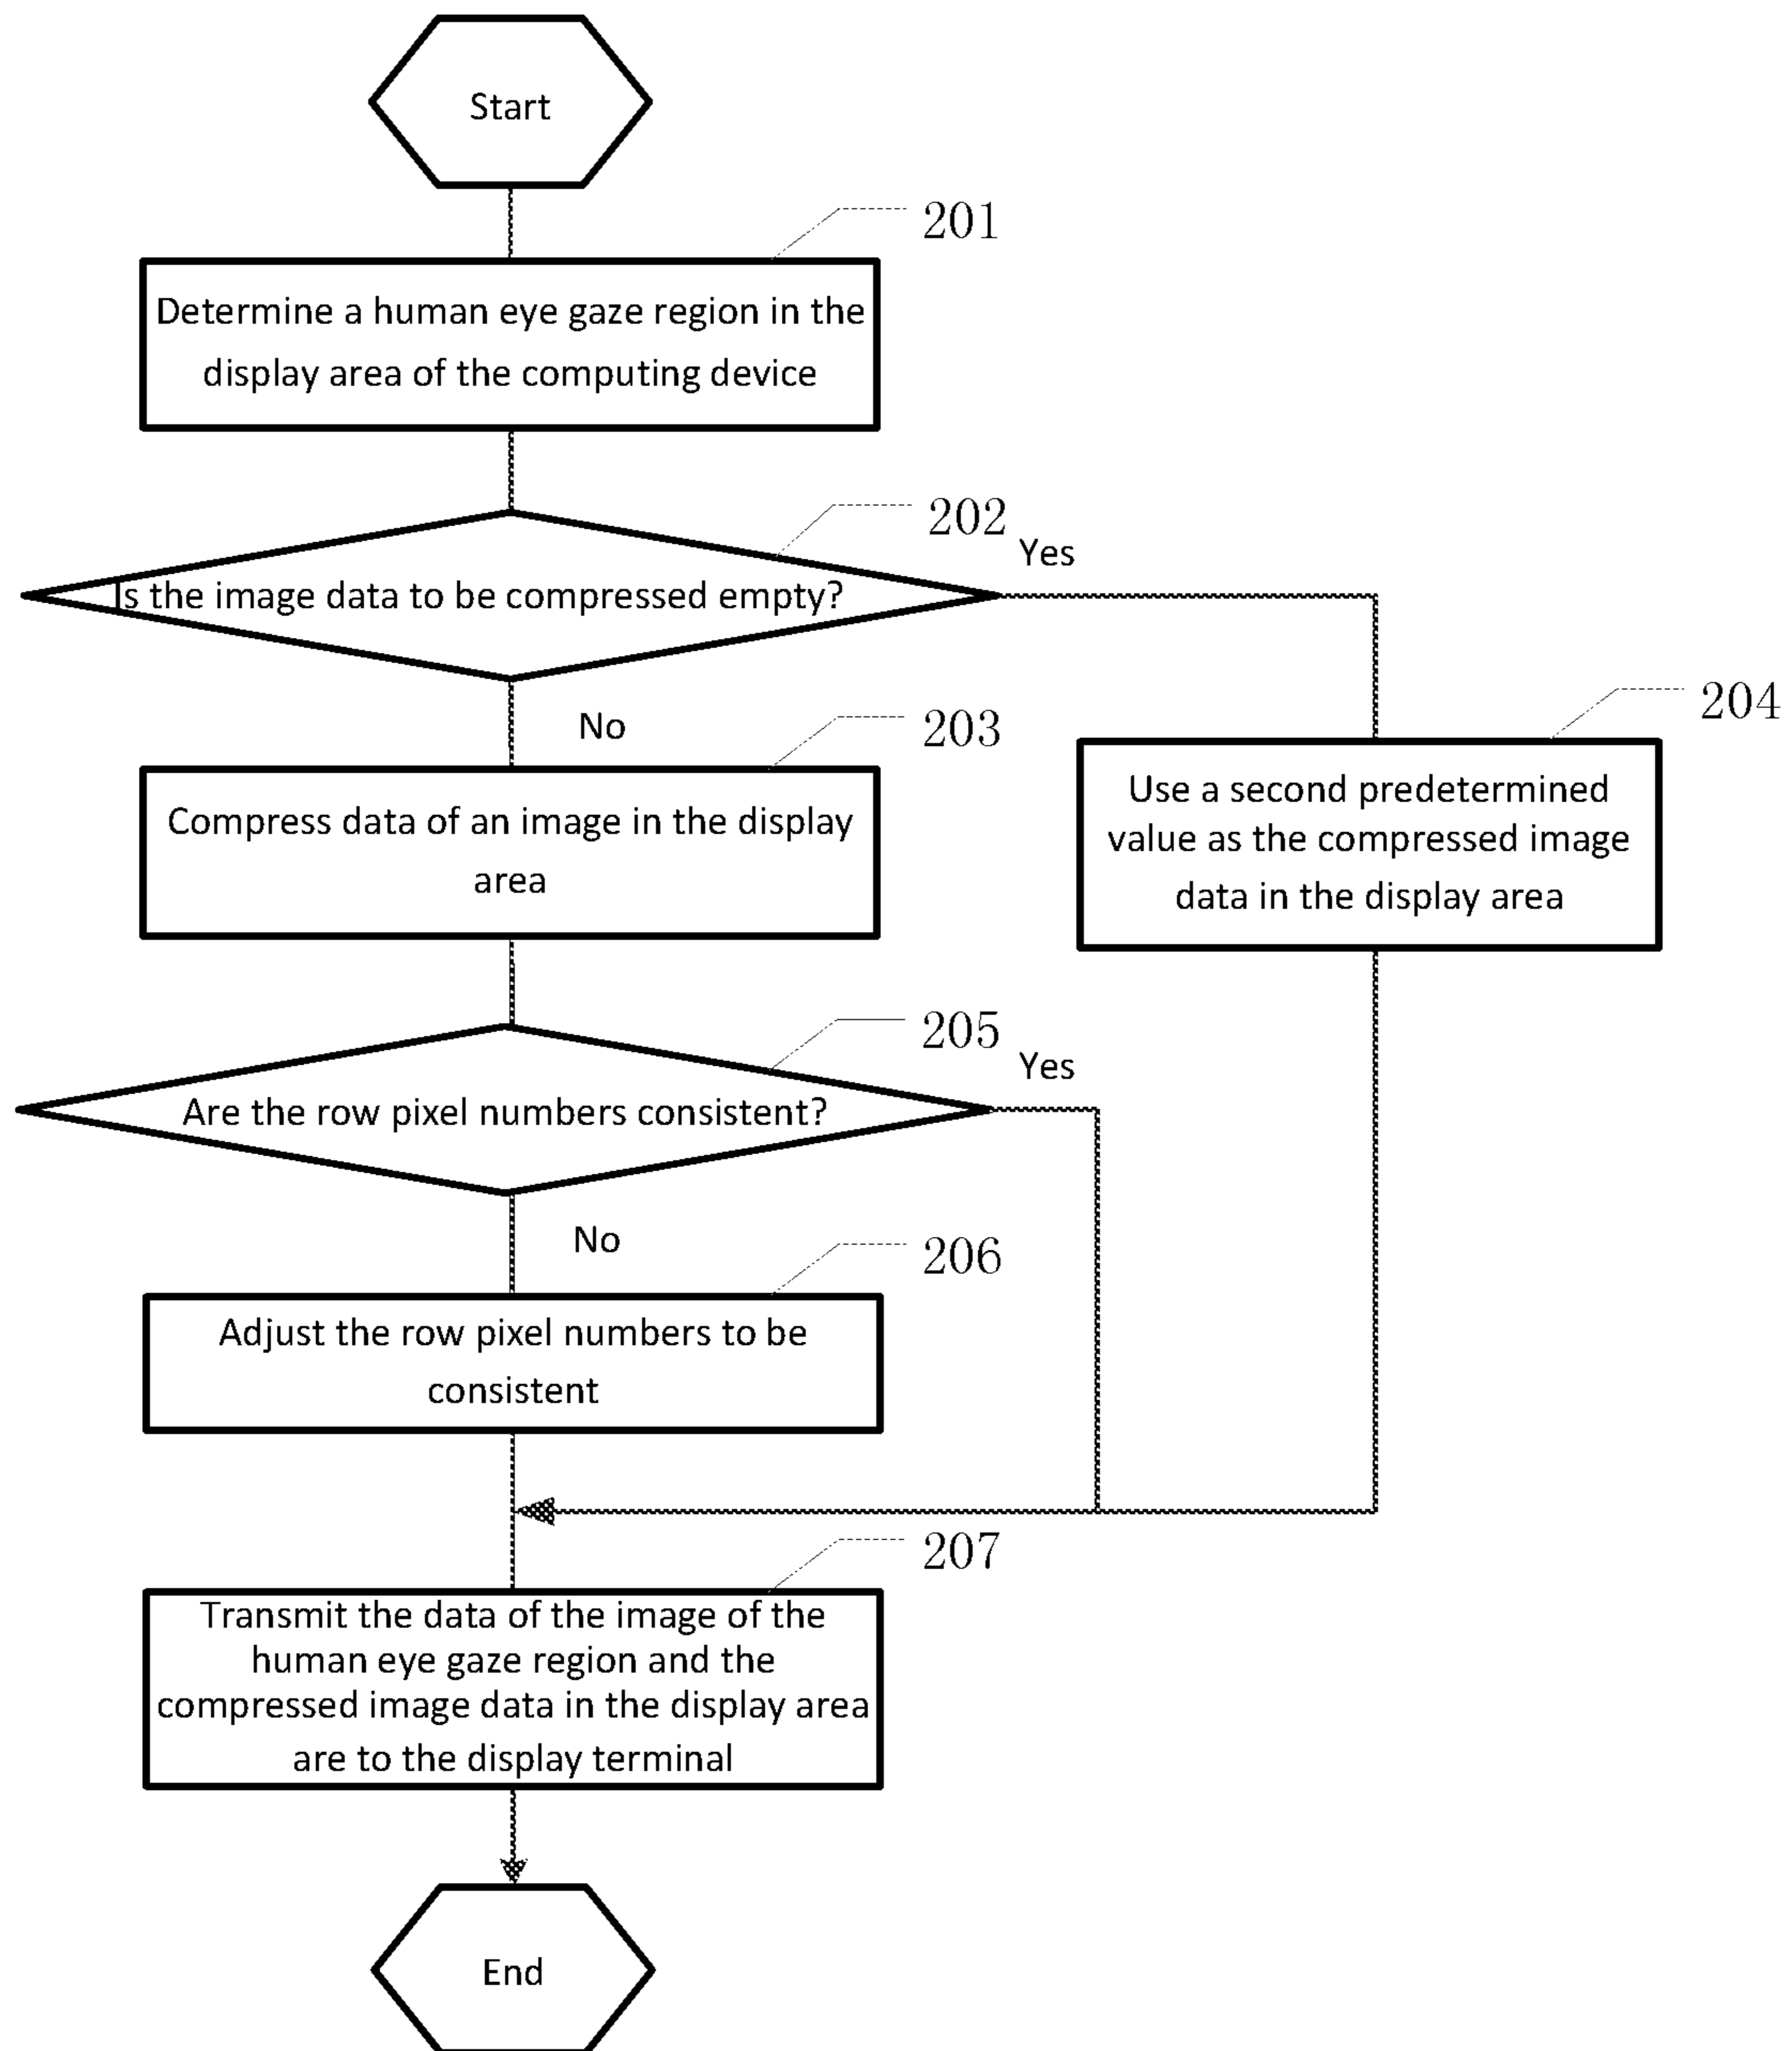 Start
201
Determine a human eye gaze region in the
display area of the computing device
202
Yes
Is the image data to be compressed empty?
No
203
204
Compress data of an image in the display
area
Use a second predetermined
value as the compressed image
data in the display area
205
Yes
Are the row pixel numbers consistent?
No
206
Adjust the row pixel numbers to be
consistent
207
Transmit the data of the image of the
human eye gaze region and the
compressed image data in the display area
are to the display terminal
End